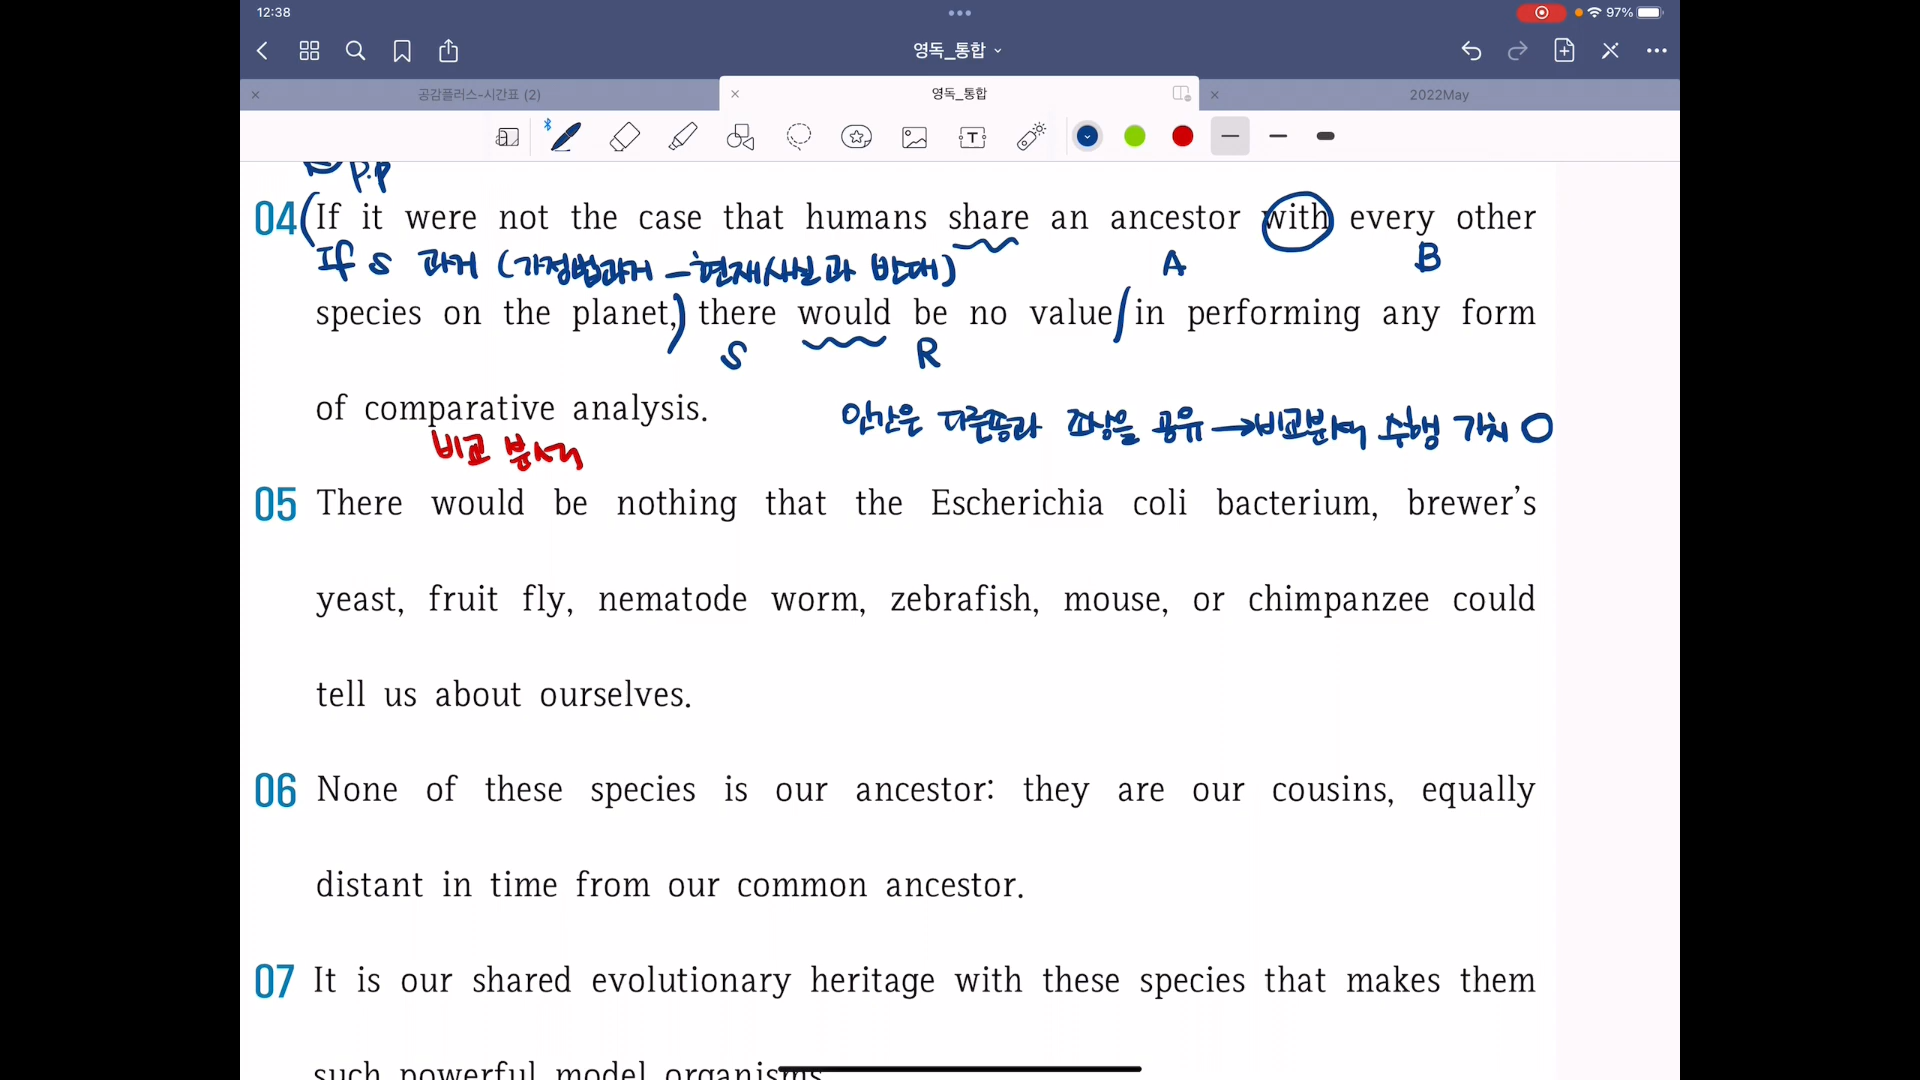 12:38
97%
영독_통합
공감플러스-시간표 (2)
영독_통합
2022May
p.p
04 (If it were not the case that humans share an ancestor with every other
If S 과거 (가정법과거 – 현재사실과 반대)
A
B
species on the planet,) there would be no value / in performing any form
S
R
of comparative analysis.
인간은 다른종과 조상을 공유 → 비교분석 수행 가치 O
비교 분석
05 There would be nothing that the Escherichia coli bacterium, brewer's
yeast, fruit fly, nematode worm, zebrafish, mouse, or chimpanzee could
tell us about ourselves.
06 None of these species is our ancestor: they are our cousins, equally
distant in time from our common ancestor.
07 It is our shared evolutionary heritage with these species that makes them
such powerful model organisms.